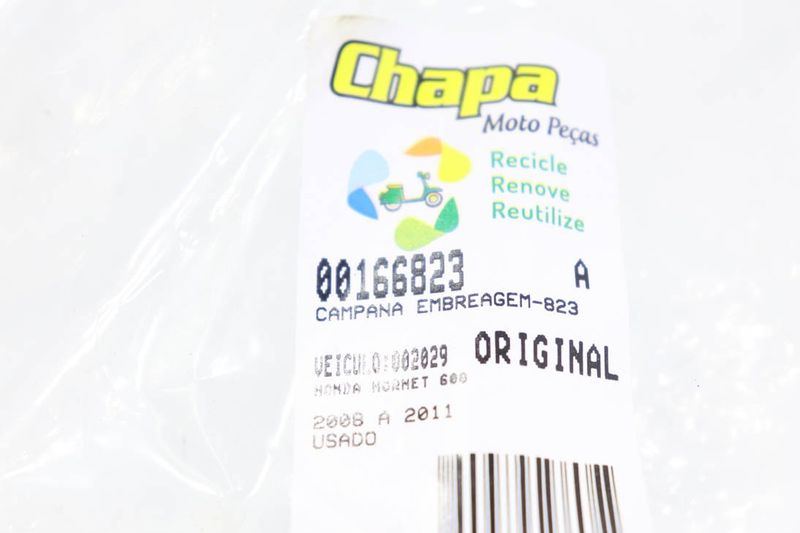 Chapa
Moto Peças
Recicle
Renove
Reutilize
00166823 A
CAMPANA EMBREAGEM-823
VEICULO:002029 ORIGINAL
HONDA HORNET 600
2008 A 2011
USADO